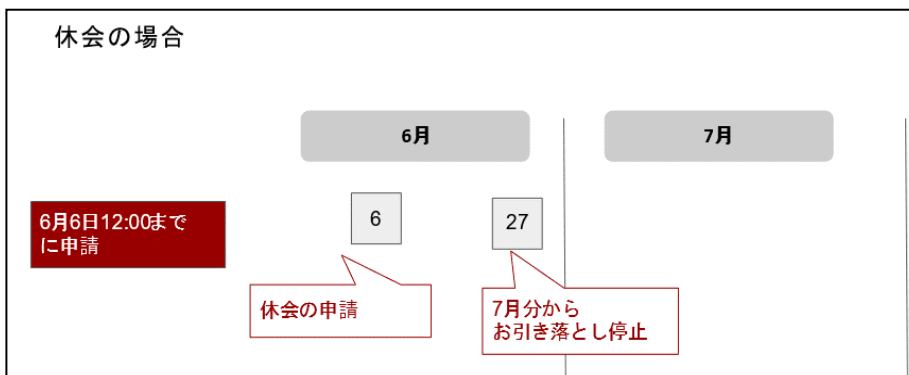 休会の場合
6月
7月
6月6日12:00まで
に申請
6
27
休会の申請
7月分から
お引き落とし停止